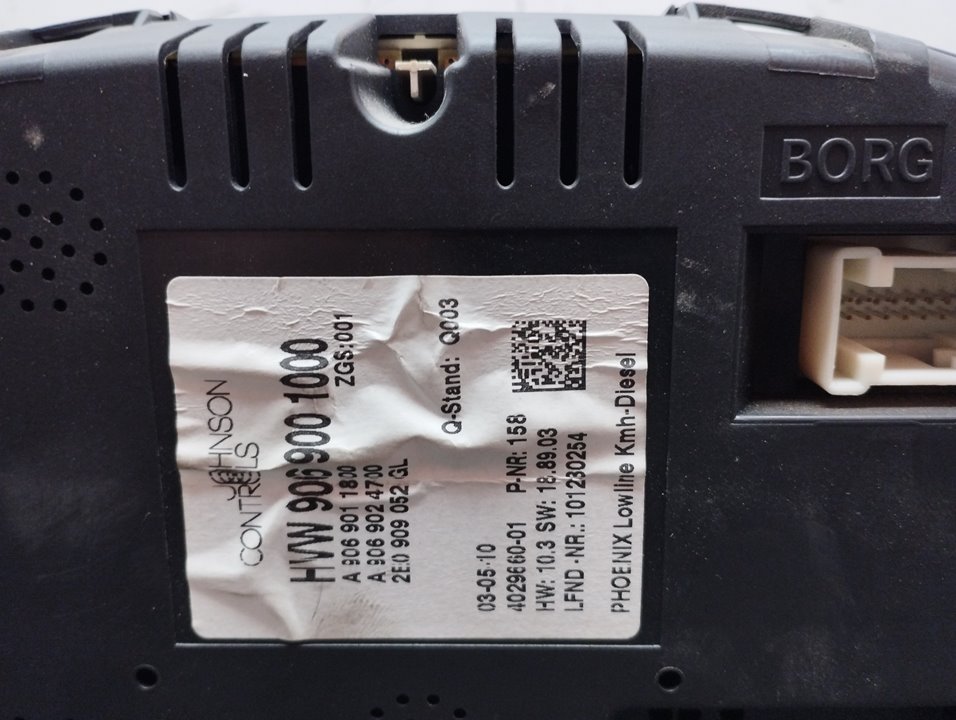 BORG
JOHNSON
CONTROLS
HVW 906 900 1000
ZGS:001
A 906 901 1800
A 906 902 4700
2E0 909 052 GL
Q-Stand: Q003
03-05-10
4029660-01 P-NR: 158
HW: 10.3 SW: 18.89.03
LFND -NR.: 101230254
PHOENIX Lowline Kmh-Diesel